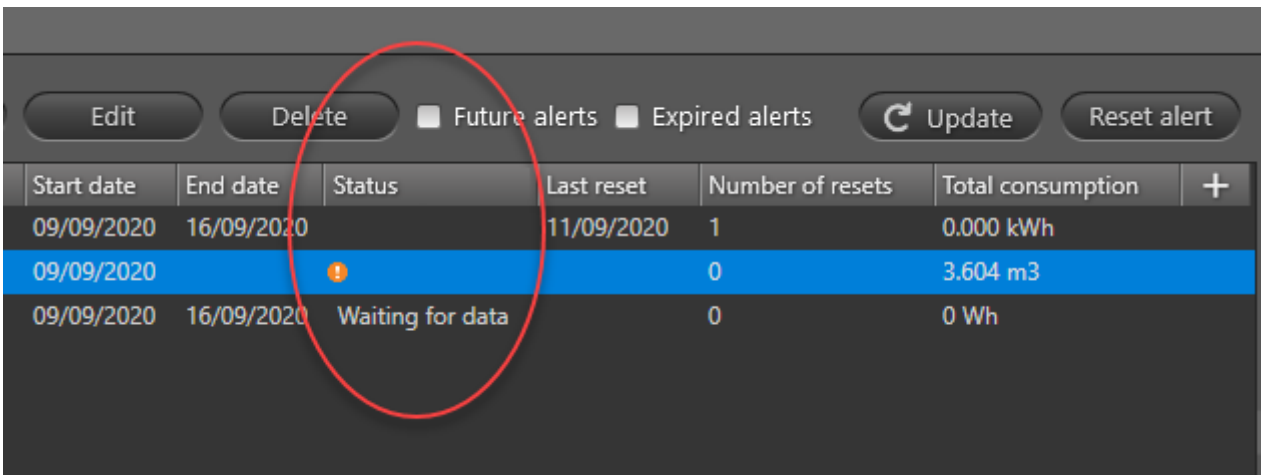 Edit Delete Future alerts Expired alerts Update Reset alert
Start date End date Status Last reset Number of resets Total consumption +
09/09/2020 16/09/2020 11/09/2020 1 0.000 kWh
09/09/2020 0 3.604 m3
09/09/2020 16/09/2020 Waiting for data 0 0 Wh